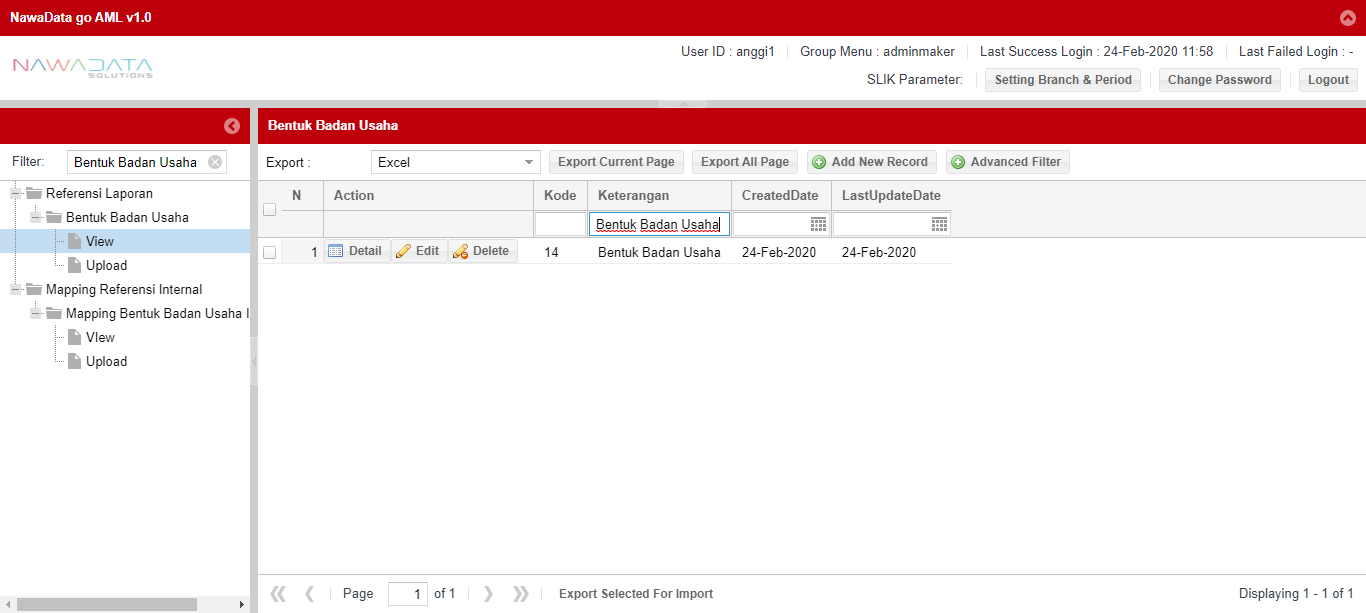 NawaData go AML v1.0
NAWADATA
SOLUTIONS
User ID : anggi1 Group Menu : adminmaker Last Success Login : 24-Feb-2020 11:58 Last Failed Login : -
SLIK Parameter: Setting Branch & Period Change Password Logout
Bentuk Badan Usaha
Filter: Bentuk Badan Usaha
Export : Excel Export Current Page Export All Page Add New Record Advanced Filter
Referensi Laporan
Bentuk Badan Usaha
View
Upload
Mapping Referensi Internal
Mapping Bentuk Badan Usaha I
VIew
Upload
N Action Kode Keterangan CreatedDate LastUpdateDate
Bentuk Badan Usaha
1 Detail Edit Delete 14 Bentuk Badan Usaha 24-Feb-2020 24-Feb-2020
Page 1 of 1 Export Selected For Import Displaying 1 - 1 of 1